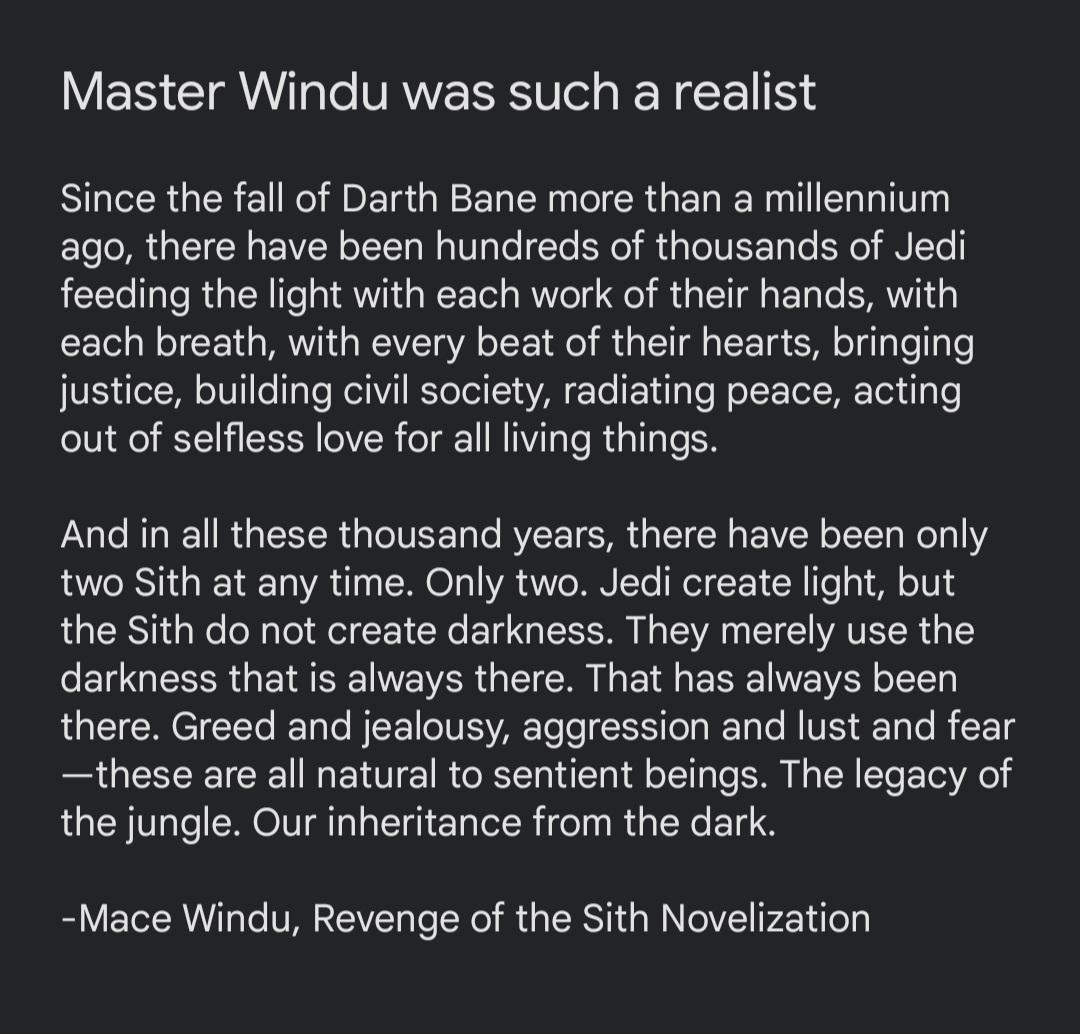 Master Windu was such a realist
Since the fall of Darth Bane more than a millennium
ago, there have been hundreds of thousands of Jedi
feeding the light with each work of their hands, with
each breath, with every beat of their hearts, bringing
justice, building civil society, radiating peace, acting
out of selfless love for all living things.
And in all these thousand years, there have been only
two Sith at any time. Only two. Jedi create light, but
the Sith do not create darkness. They merely use the
darkness that is always there. That has always been
there. Greed and jealousy, aggression and lust and fear
—these are all natural to sentient beings. The legacy of
the jungle. Our inheritance from the dark.
-Mace Windu, Revenge of the Sith Novelization